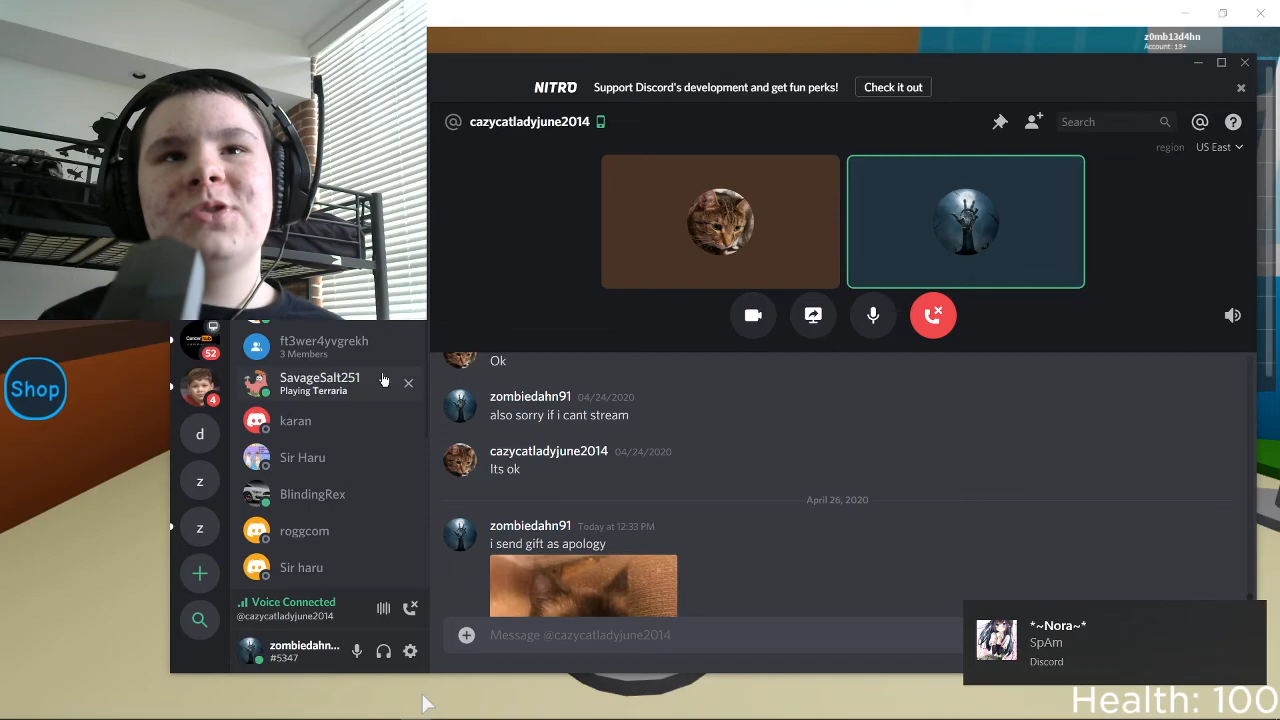 z0mb13d4hn
Account: 13+
NITRO Support Discord's development and get fun perks! Check it out
cazycatladyjune2014
Search
region US East
Cancer hub
52
4
d
z
z
ft3wer4yvgrekh
3 Members
SavageSalt251
Playing Terraria
karan
Sir Haru
BlindingRex
roggcom
Sir haru
Voice Connected
@cazycatladyjune2014
zombiedahn...
#5347
Shop
Ok
zombiedahn91 04/24/2020
also sorry if i cant stream
cazycatladyjune2014 04/24/2020
Its ok
April 26, 2020
zombiedahn91 Today at 12:33 PM
i send gift as apology
Message @cazycatladyjune2014
*~Nora~*
SpAm
Discord
Health: 100